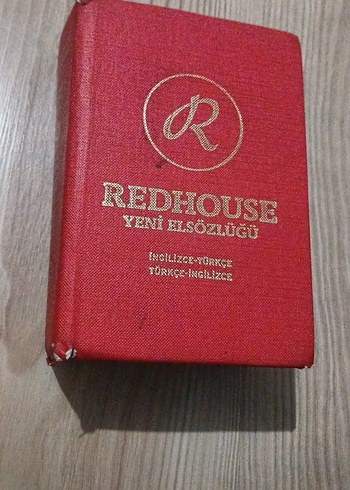 R
REDHOUSE
YENİ ELSÖZLÜĞÜ
İNGİLİZCE-TÜRKÇE
TÜRKÇE-İNGİLİZCE